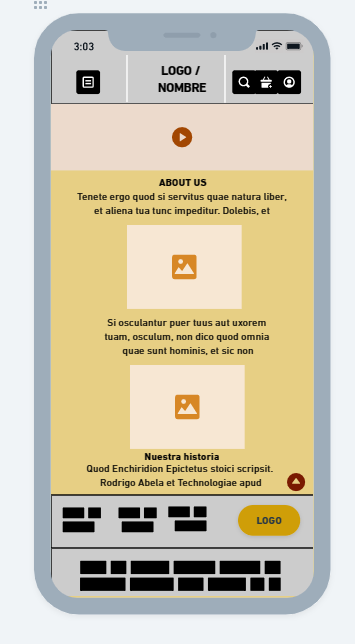 3:03
LOGO /
NOMBRE
ABOUT US
Tenete ergo quod si servitus quae natura liber,
et aliena tua tunc impeditur. Dolebis, et
Si osculantur puer tuus aut uxorem
tuam, osculum, non dico quod omnia
quae sunt hominis, et sic non
Nuestra historia
Quod Enchiridion Epictetus stoici scripsit.
Rodrigo Abela et Technologiae apud
LOGO